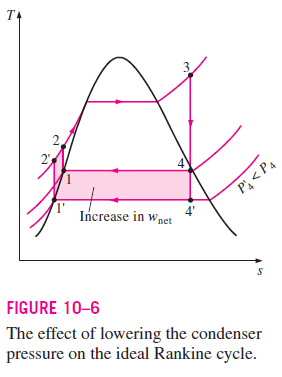 T
3
2
2'
4
1
P'4 < P4
1'
Increase in wnet
4'
s
FIGURE 10–6
The effect of lowering the condenser
pressure on the ideal Rankine cycle.